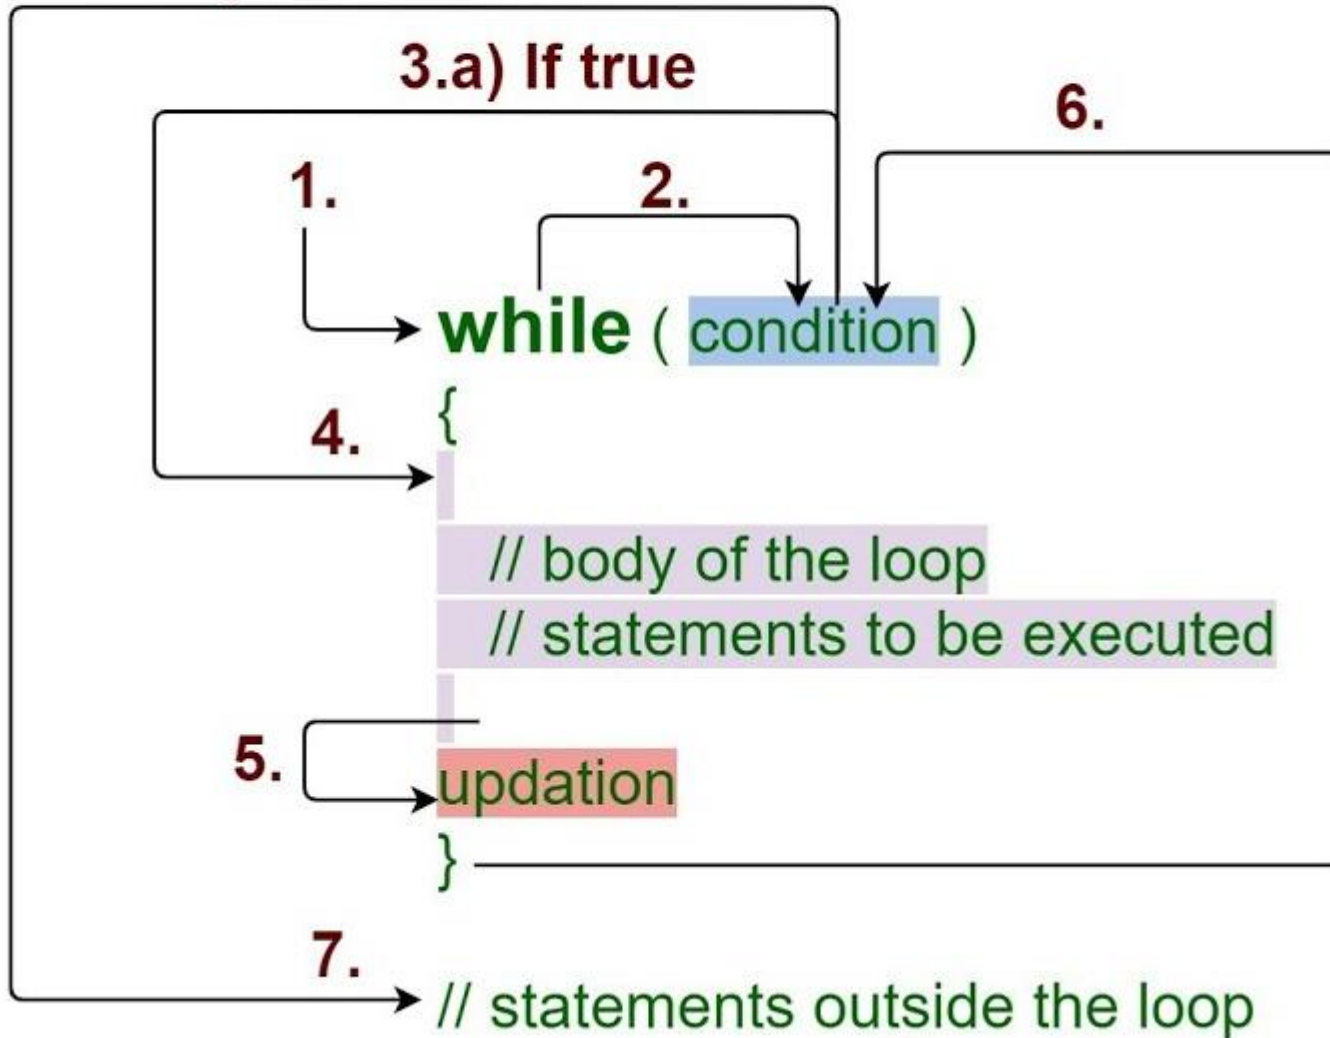 3.a) If true
6.
1.
2.
while ( condition )
{
4.
// body of the loop
// statements to be executed
5.
updation
}
7.
// statements outside the loop